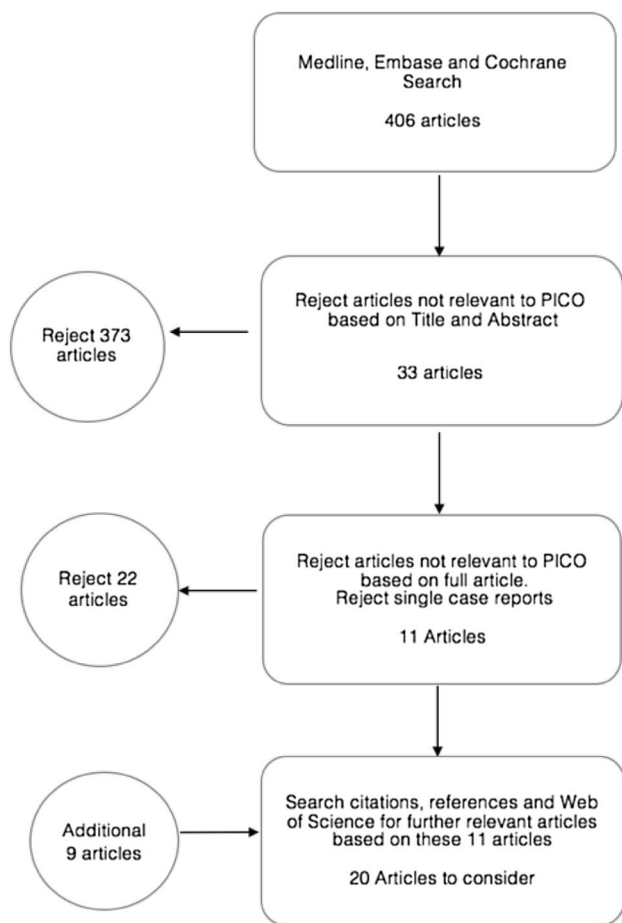 Medline, Embase and Cochrane
Search
406 articles
Reject articles not relevant to PICO
based on Title and Abstract
33 articles
Reject 373
articles
Reject articles not relevant to PICO
based on full article.
Reject single case reports
11 Articles
Reject 22
articles
Search citations, references and Web
of Science for further relevant articles
based on these 11 articles
20 Articles to consider
Additional
9 articles